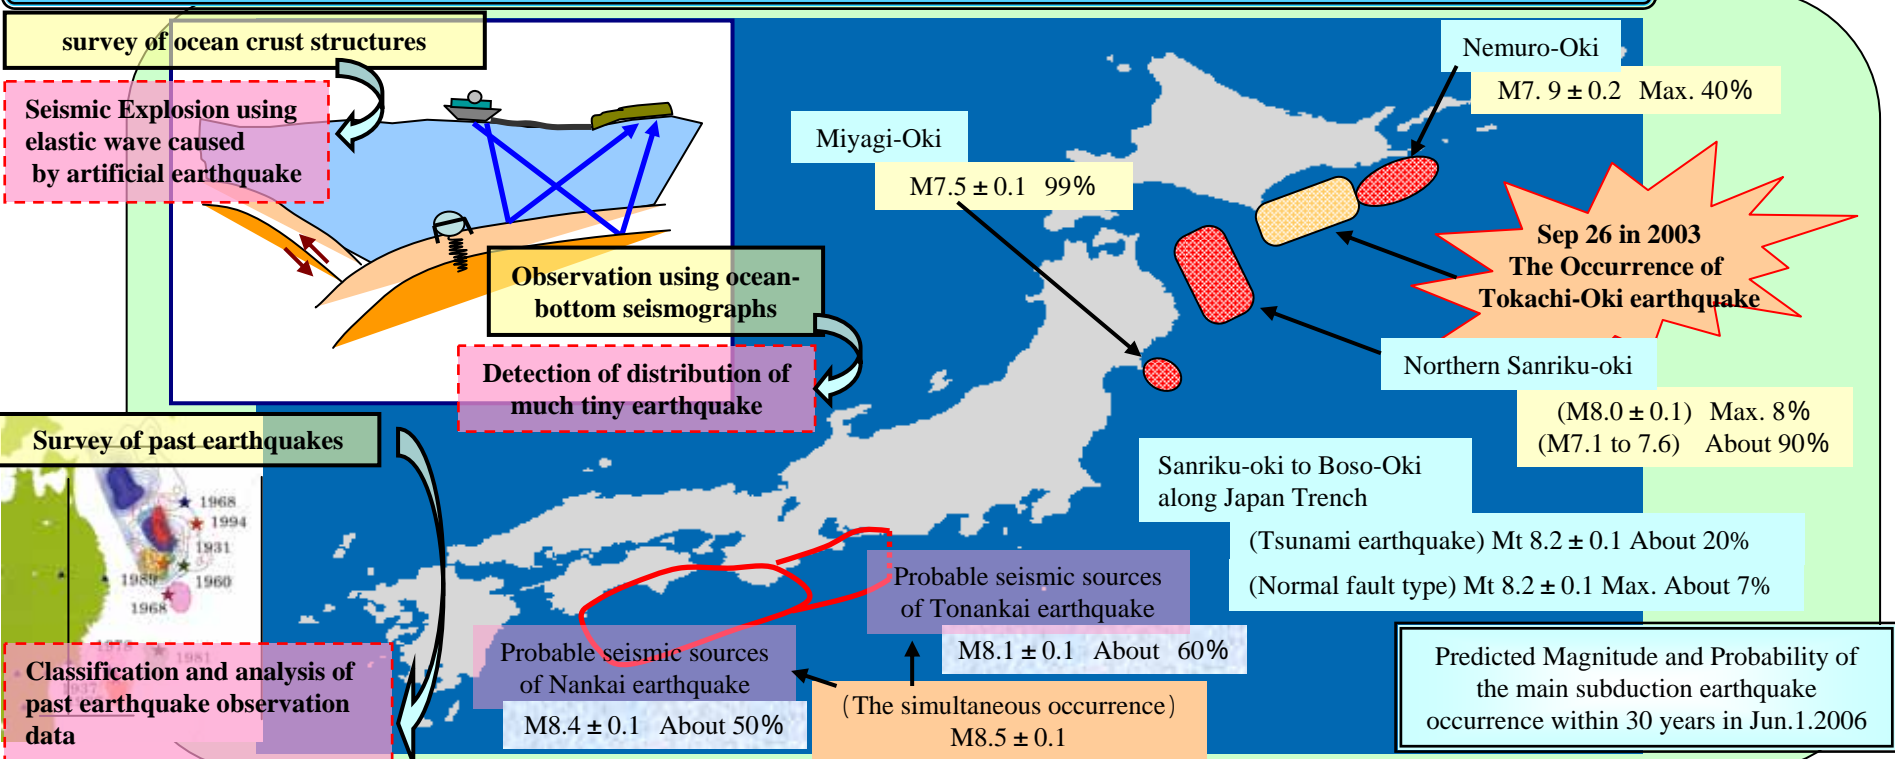 survey of ocean crust structures
Seismic Explosion using
elastic wave caused
by artificial earthquake
Observation using ocean-
bottom seismographs
Detection of distribution of
much tiny earthquake
Survey of past earthquakes
1968
1994
1931
1989
1960
1968
1978
1981
1937
Classification and analysis of
past earthquake observation
data
Nemuro-Oki
M7. 9 ± 0.2 Max. 40%
Miyagi-Oki
M7.5 ± 0.1 99%
Sep 26 in 2003
The Occurrence of
Tokachi-Oki earthquake
Northern Sanriku-oki
(M8.0 ± 0.1) Max. 8%
(M7.1 to 7.6) About 90%
Sanriku-oki to Boso-Oki
along Japan Trench
(Tsunami earthquake) Mt 8.2 ± 0.1 About 20%
(Normal fault type) Mt 8.2 ± 0.1 Max. About 7%
Probable seismic sources
of Tonankai earthquake
M8.1 ± 0.1 About 60%
Probable seismic sources
of Nankai earthquake
M8.4 ± 0.1 About 50%
(The simultaneous occurrence)
M8.5 ± 0.1
Predicted Magnitude and Probability of
the main subduction earthquake
occurrence within 30 years in Jun.1.2006